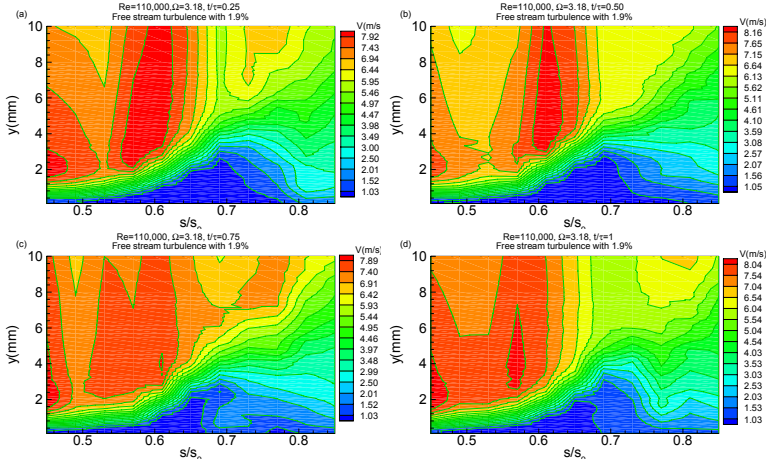 Re=110,000,Ω=3.18, t/τ=0.25
Free stream turbulence with 1.9%
(a)
V(m/s
7.92
7.43
6.94
6.44
5.95
5.46
4.97
4.47
3.98
3.49
3.00
2.50
2.01
1.52
1.03
10
8
6
4
2
y(mm)
0.5 0.6 0.7 0.8
s/s₀
Re=110,000, Ω=3.18, t/τ=0.50
Free stream turbulence with 1.9%
(b)
V(m/s)
8.16
7.65
7.15
6.64
6.13
5.62
5.11
4.61
4.10
3.59
3.08
2.57
2.07
1.56
1.05
10
8
6
4
2
y(mm)
0.5 0.6 0.7 0.8
s/s₀
Re=110,000, Ω=3.18, t/τ=0.75
Free stream turbulence with 1.9%
(c)
V(m/s)
7.89
7.40
6.91
6.42
5.93
5.44
4.95
4.46
3.97
3.48
2.99
2.50
2.01
1.52
1.03
10
8
6
4
2
y(mm)
0.5 0.6 0.7 0.8
s/s₀
Re=110,000, Ω=3.18, t/τ=1
Free stream turbulence with 1.9%
(d)
V(m/s)
8.04
7.54
7.04
6.54
6.04
5.54
5.04
4.54
4.03
3.53
3.03
2.53
2.03
1.53
1.03
10
8
6
4
2
y(mm)
0.5 0.6 0.7 0.8
s/s₀